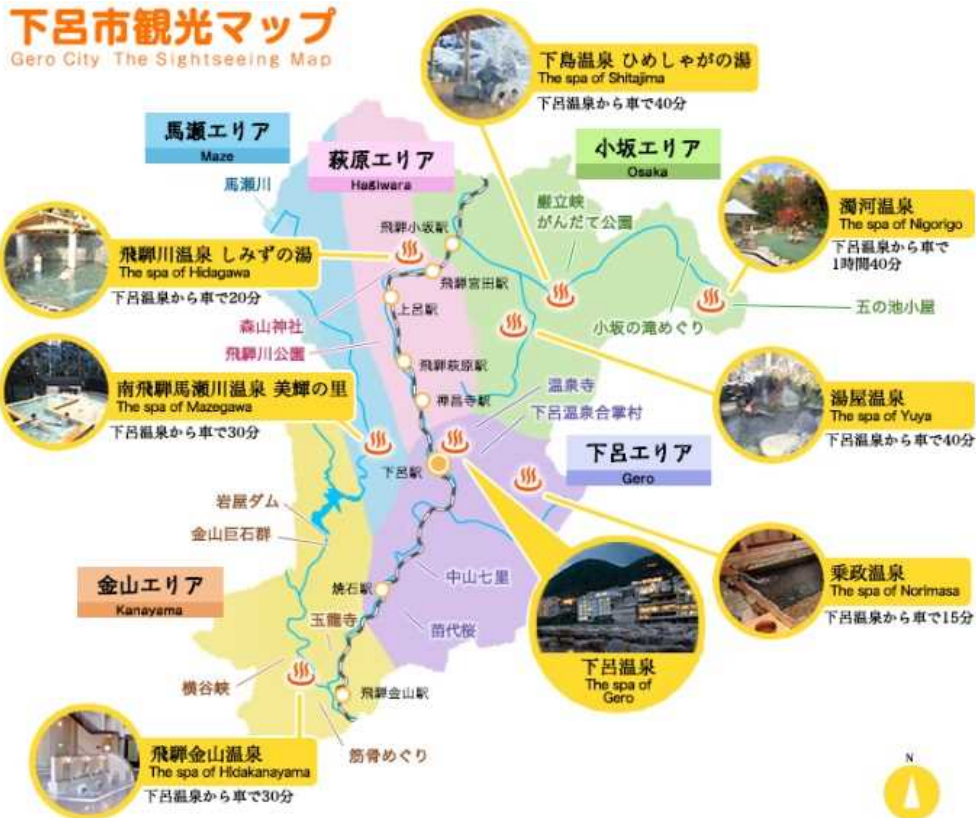 下呂市観光マップ
Gero City The Sightseeing Map
下島温泉 ひめしゃがの湯
The spa of Shitajima
下呂温泉から車で40分
馬瀬エリア
Maze
萩原エリア
Hagiwara
小坂エリア
Osaka
馬瀬川
巌立峡
がんだて公園
濁河温泉
The spa of Nigorigo
下呂温泉から車で
1時間40分
飛騨小坂駅
飛騨川温泉 しみずの湯
The spa of Hidagawa
下呂温泉から車で20分
飛騨宮田駅
上呂駅
五の池小屋
森山神社
小坂の滝めぐり
飛騨川公園
飛騨萩原駅
南飛騨馬瀬川温泉 美輝の里
The spa of Mazegawa
下呂温泉から車で30分
禅昌寺駅
温泉寺
下呂温泉合掌村
湯屋温泉
The spa of Yuya
下呂温泉から車で40分
下呂エリア
Gero
下呂駅
岩屋ダム
金山巨石群
金山エリア
Kanayama
焼石駅
中山七里
乗政温泉
The spa of Norimasa
下呂温泉から車で15分
玉龍寺
苗代桜
下呂温泉
The spa of
Gero
横谷峡
飛騨金山駅
飛騨金山温泉
The spa of Hidakanayama
下呂温泉から車で30分
筋骨めぐり
N